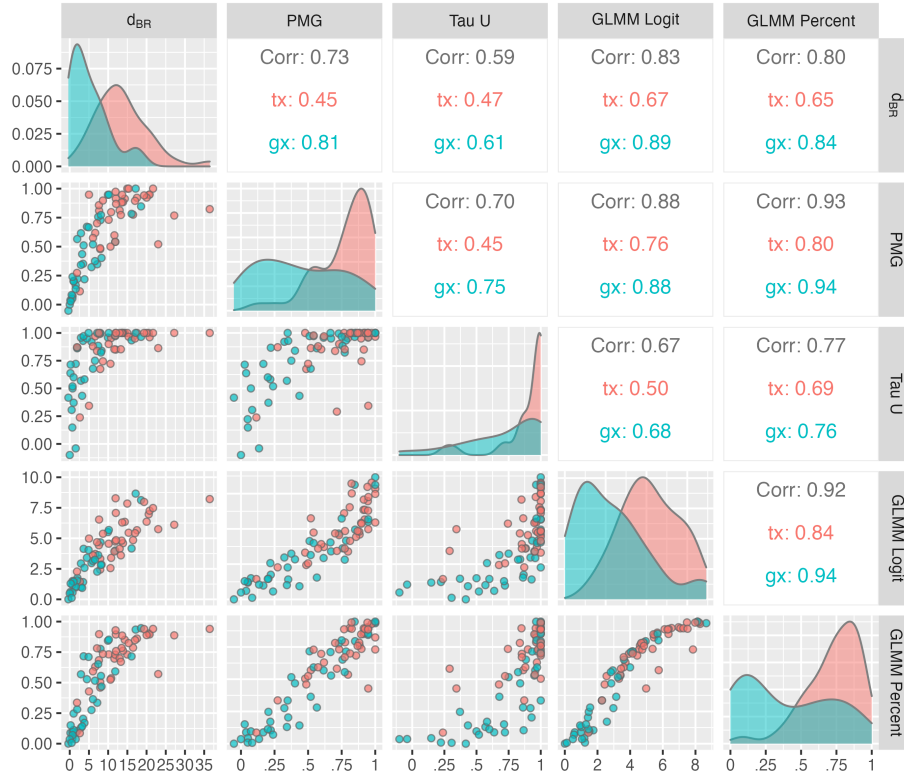 d_BR PMG Tau U GLMM Logit GLMM Percent
0.075
0.050
0.025
0.000
Corr: 0.73 Corr: 0.59 Corr: 0.83 Corr: 0.80
tx: 0.45 tx: 0.47 tx: 0.67 tx: 0.65
gx: 0.81 gx: 0.61 gx: 0.89 gx: 0.84
d_BR
1.00
0.75
0.50
0.25
0.00
Corr: 0.70 Corr: 0.88 Corr: 0.93
tx: 0.45 tx: 0.76 tx: 0.80
gx: 0.75 gx: 0.88 gx: 0.94
PMG
1.00
0.75
0.50
0.25
0.00
Corr: 0.67 Corr: 0.77
tx: 0.50 tx: 0.69
gx: 0.68 gx: 0.76
Tau U
10.0
7.5
5.0
2.5
0.0
Corr: 0.92
tx: 0.84
gx: 0.94
GLMM Logit
1.00
0.75
0.50
0.25
0.00
GLMM Percent
0 5 10 15 20 25 30 35 0 .25 .5 .75 1 0 .25 .5 .75 1 0 2 4 6 8 0 .25 .5 .75 1